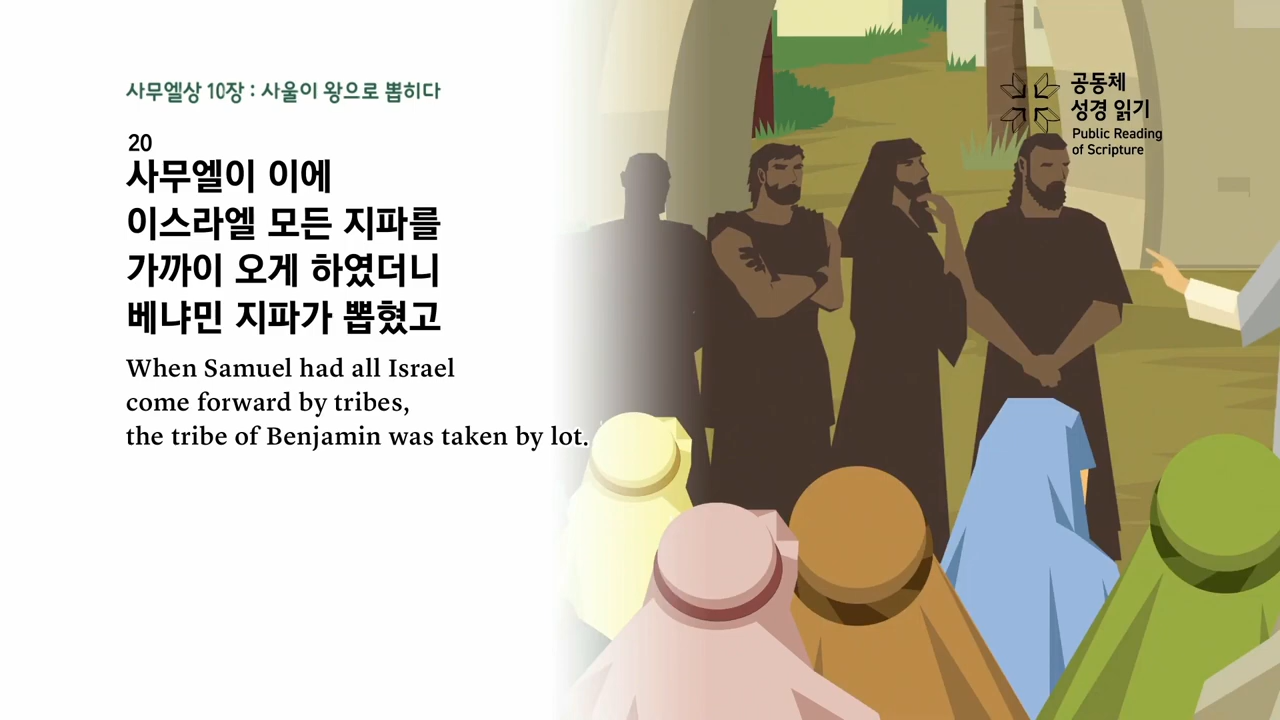 사무엘상 10장 : 사울이 왕으로 뽑히다
20
사무엘이 이에
이스라엘 모든 지파를
가까이 오게 하였더니
베냐민 지파가 뽑혔고
When Samuel had all Israel
come forward by tribes,
the tribe of Benjamin was taken by lot.
공동체
성경 읽기
Public Reading
of Scripture